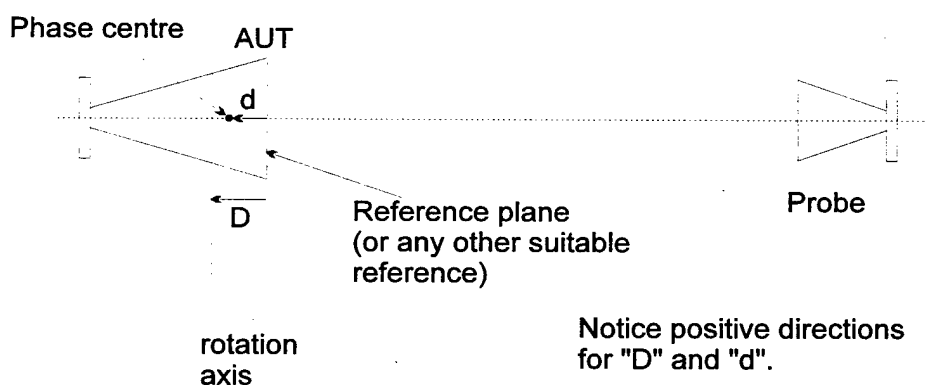 Phase centre
AUT
d
D
Reference plane
(or any other suitable
reference)
Probe
rotation
axis
Notice positive directions
for "D" and "d".